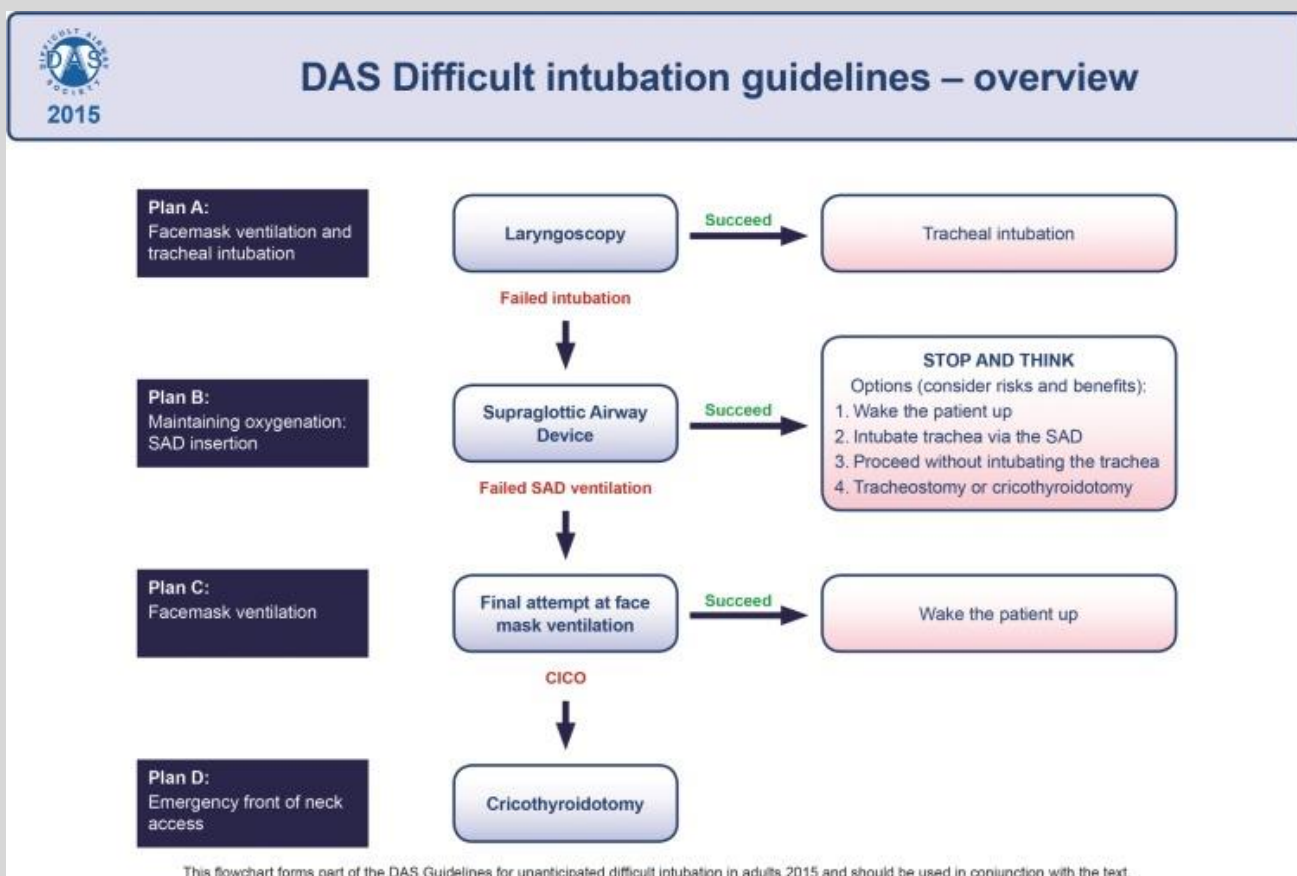 DIFFICULT AIRWAY
DAS
SOCIETY
2015
DAS Difficult intubation guidelines – overview
Plan A:
Facemask ventilation and
tracheal intubation
Laryngoscopy
Succeed
Tracheal intubation
Failed intubation
Plan B:
Maintaining oxygenation:
SAD insertion
Supraglottic Airway
Device
Succeed
STOP AND THINK
Options (consider risks and benefits):
1. Wake the patient up
2. Intubate trachea via the SAD
3. Proceed without intubating the trachea
4. Tracheostomy or cricothyroidotomy
Failed SAD ventilation
Plan C:
Facemask ventilation
Final attempt at face
mask ventilation
Succeed
Wake the patient up
CICO
Plan D:
Emergency front of neck
access
Cricothyroidotomy
This flowchart forms part of the DAS Guidelines for unanticipated difficult intubation in adults 2015 and should be used in conjunction with the text.